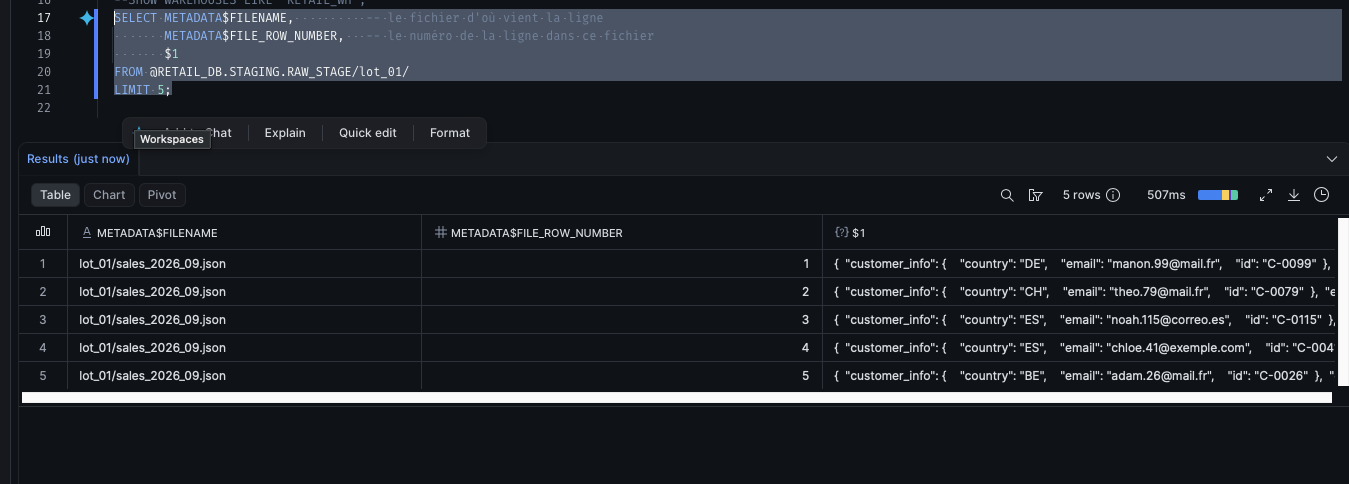 SHOW WAREHOUSES LIKE
17 SELECT METADATA$FILENAME, -- le fichier d'où vient la ligne
18 METADATA$FILE_ROW_NUMBER, -- le numéro de la ligne dans ce fichier
19 $1
20 FROM @RETAIL_DB.STAGING.RAW_STAGE/lot_01/
21 LIMIT 5;
22
Chat Explain Quick edit Format
Workspaces
Results (just now)
Table Chart Pivot 5 rows 507ms
METADATA$FILENAME METADATA$FILE_ROW_NUMBER $1
1 lot_01/sales_2026_09.json 1 { "customer_info": { "country": "DE", "email": "manon.99@mail.fr", "id": "C-0099" },
2 lot_01/sales_2026_09.json 2 { "customer_info": { "country": "CH", "email": "theo.79@mail.fr", "id": "C-0079" }, "e
3 lot_01/sales_2026_09.json 3 { "customer_info": { "country": "ES", "email": "noah.115@correo.es", "id": "C-0115" },
4 lot_01/sales_2026_09.json 4 { "customer_info": { "country": "ES", "email": "chloe.41@exemple.com", "id": "C-004
5 lot_01/sales_2026_09.json 5 { "customer_info": { "country": "BE", "email": "adam.26@mail.fr", "id": "C-0026" }, "